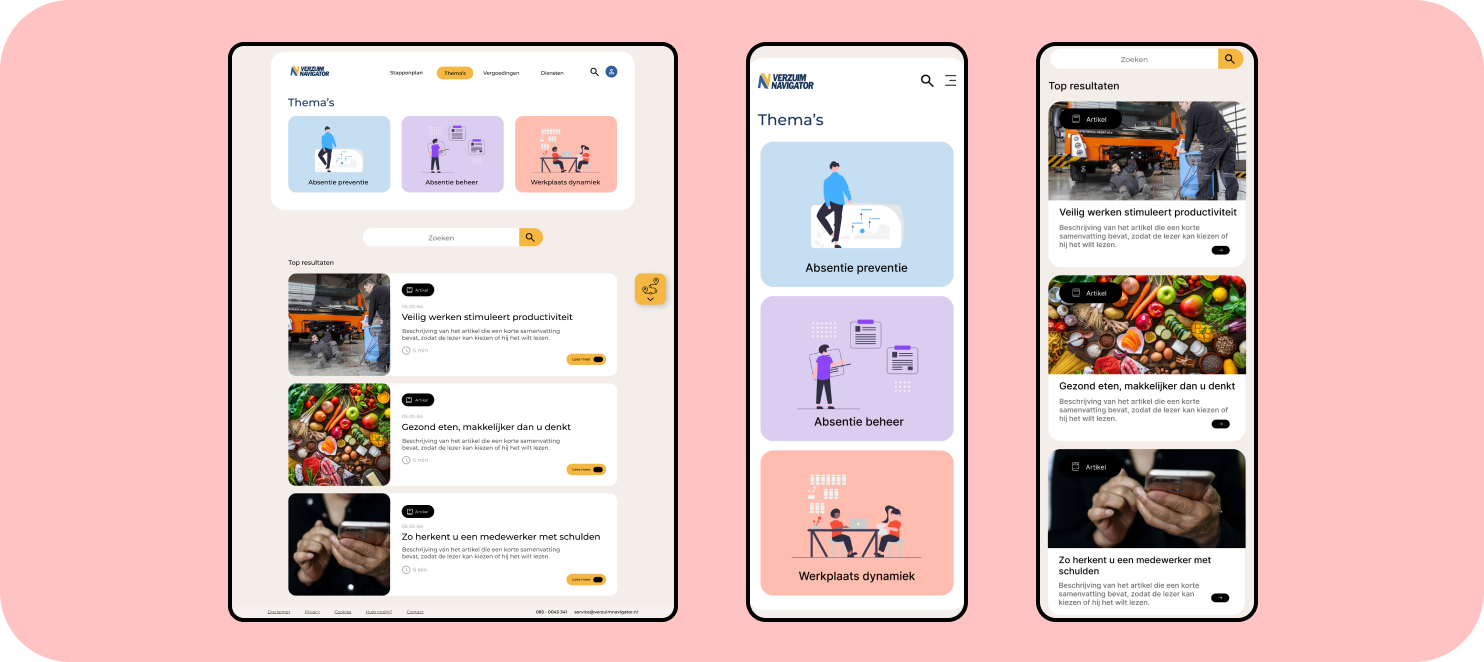 VERZUIM
NAVIGATOR
Stappenplan
Thema's
Vergoedingen
Diensten
Thema's
Absentie preventie
Absentie beheer
Werkplaats dynamiek
Zoeken
Top resultaten
Artikel
Veilig werken stimuleert productiviteit
Beschrijving van het artikel die een korte samenvatting
bevat, zodat de lezer kan kiezen of hij het wilt lezen.
5 min
Lees meer
Artikel
Gezond eten, makkelijker dan u denkt
Beschrijving van het artikel die een korte samenvatting
bevat, zodat de lezer kan kiezen of hij het wilt lezen.
5 min
Lees meer
Artikel
Zo herkent u een medewerker met schulden
Beschrijving van het artikel die een korte samenvatting
bevat, zodat de lezer kan kiezen of hij het wilt lezen.
5 min
Lees meer
Disclaimer
Privacy
Cookies
Hulp nodig?
Contact
085 - 0043 341
service@verzuimnavigator.nl
VERZUIM
NAVIGATOR
Thema's
Absentie preventie
Absentie beheer
Werkplaats dynamiek
Zoeken
Top resultaten
Artikel
Veilig werken stimuleert productiviteit
Beschrijving van het artikel die een korte
samenvatting bevat, zodat de lezer kan kiezen of
hij het wilt lezen.
Artikel
Gezond eten, makkelijker dan u denkt
Beschrijving van het artikel die een korte
samenvatting bevat, zodat de lezer kan kiezen of
hij het wilt lezen.
Artikel
Zo herkent u een medewerker met
schulden
Beschrijving van het artikel die een korte
samenvatting bevat, zodat de lezer kan
kiezen of hij het wilt lezen.